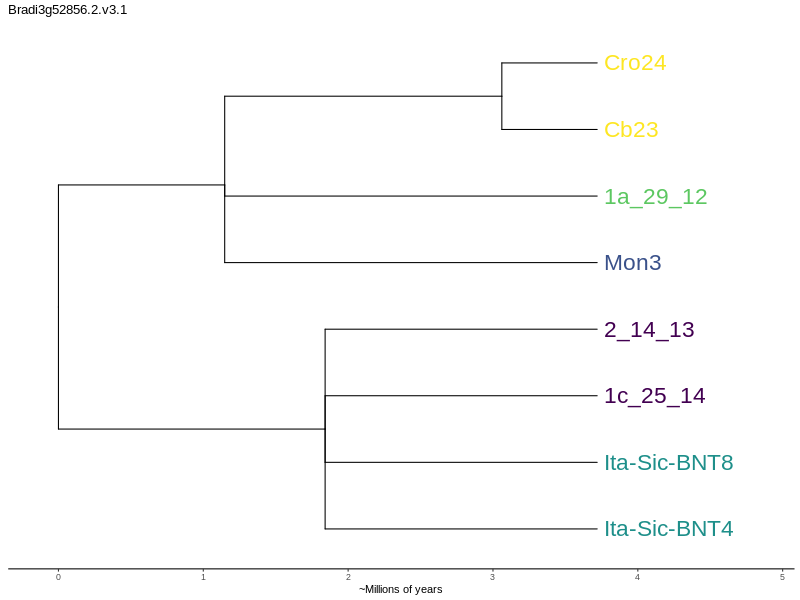 Bradi3g52856.2.v3.1
Cro24
Cb23
1a_29_12
Mon3
2_14_13
1c_25_14
Ita-Sic-BNT8
Ita-Sic-BNT4
0 1 2 3 4 5
~Millions of years